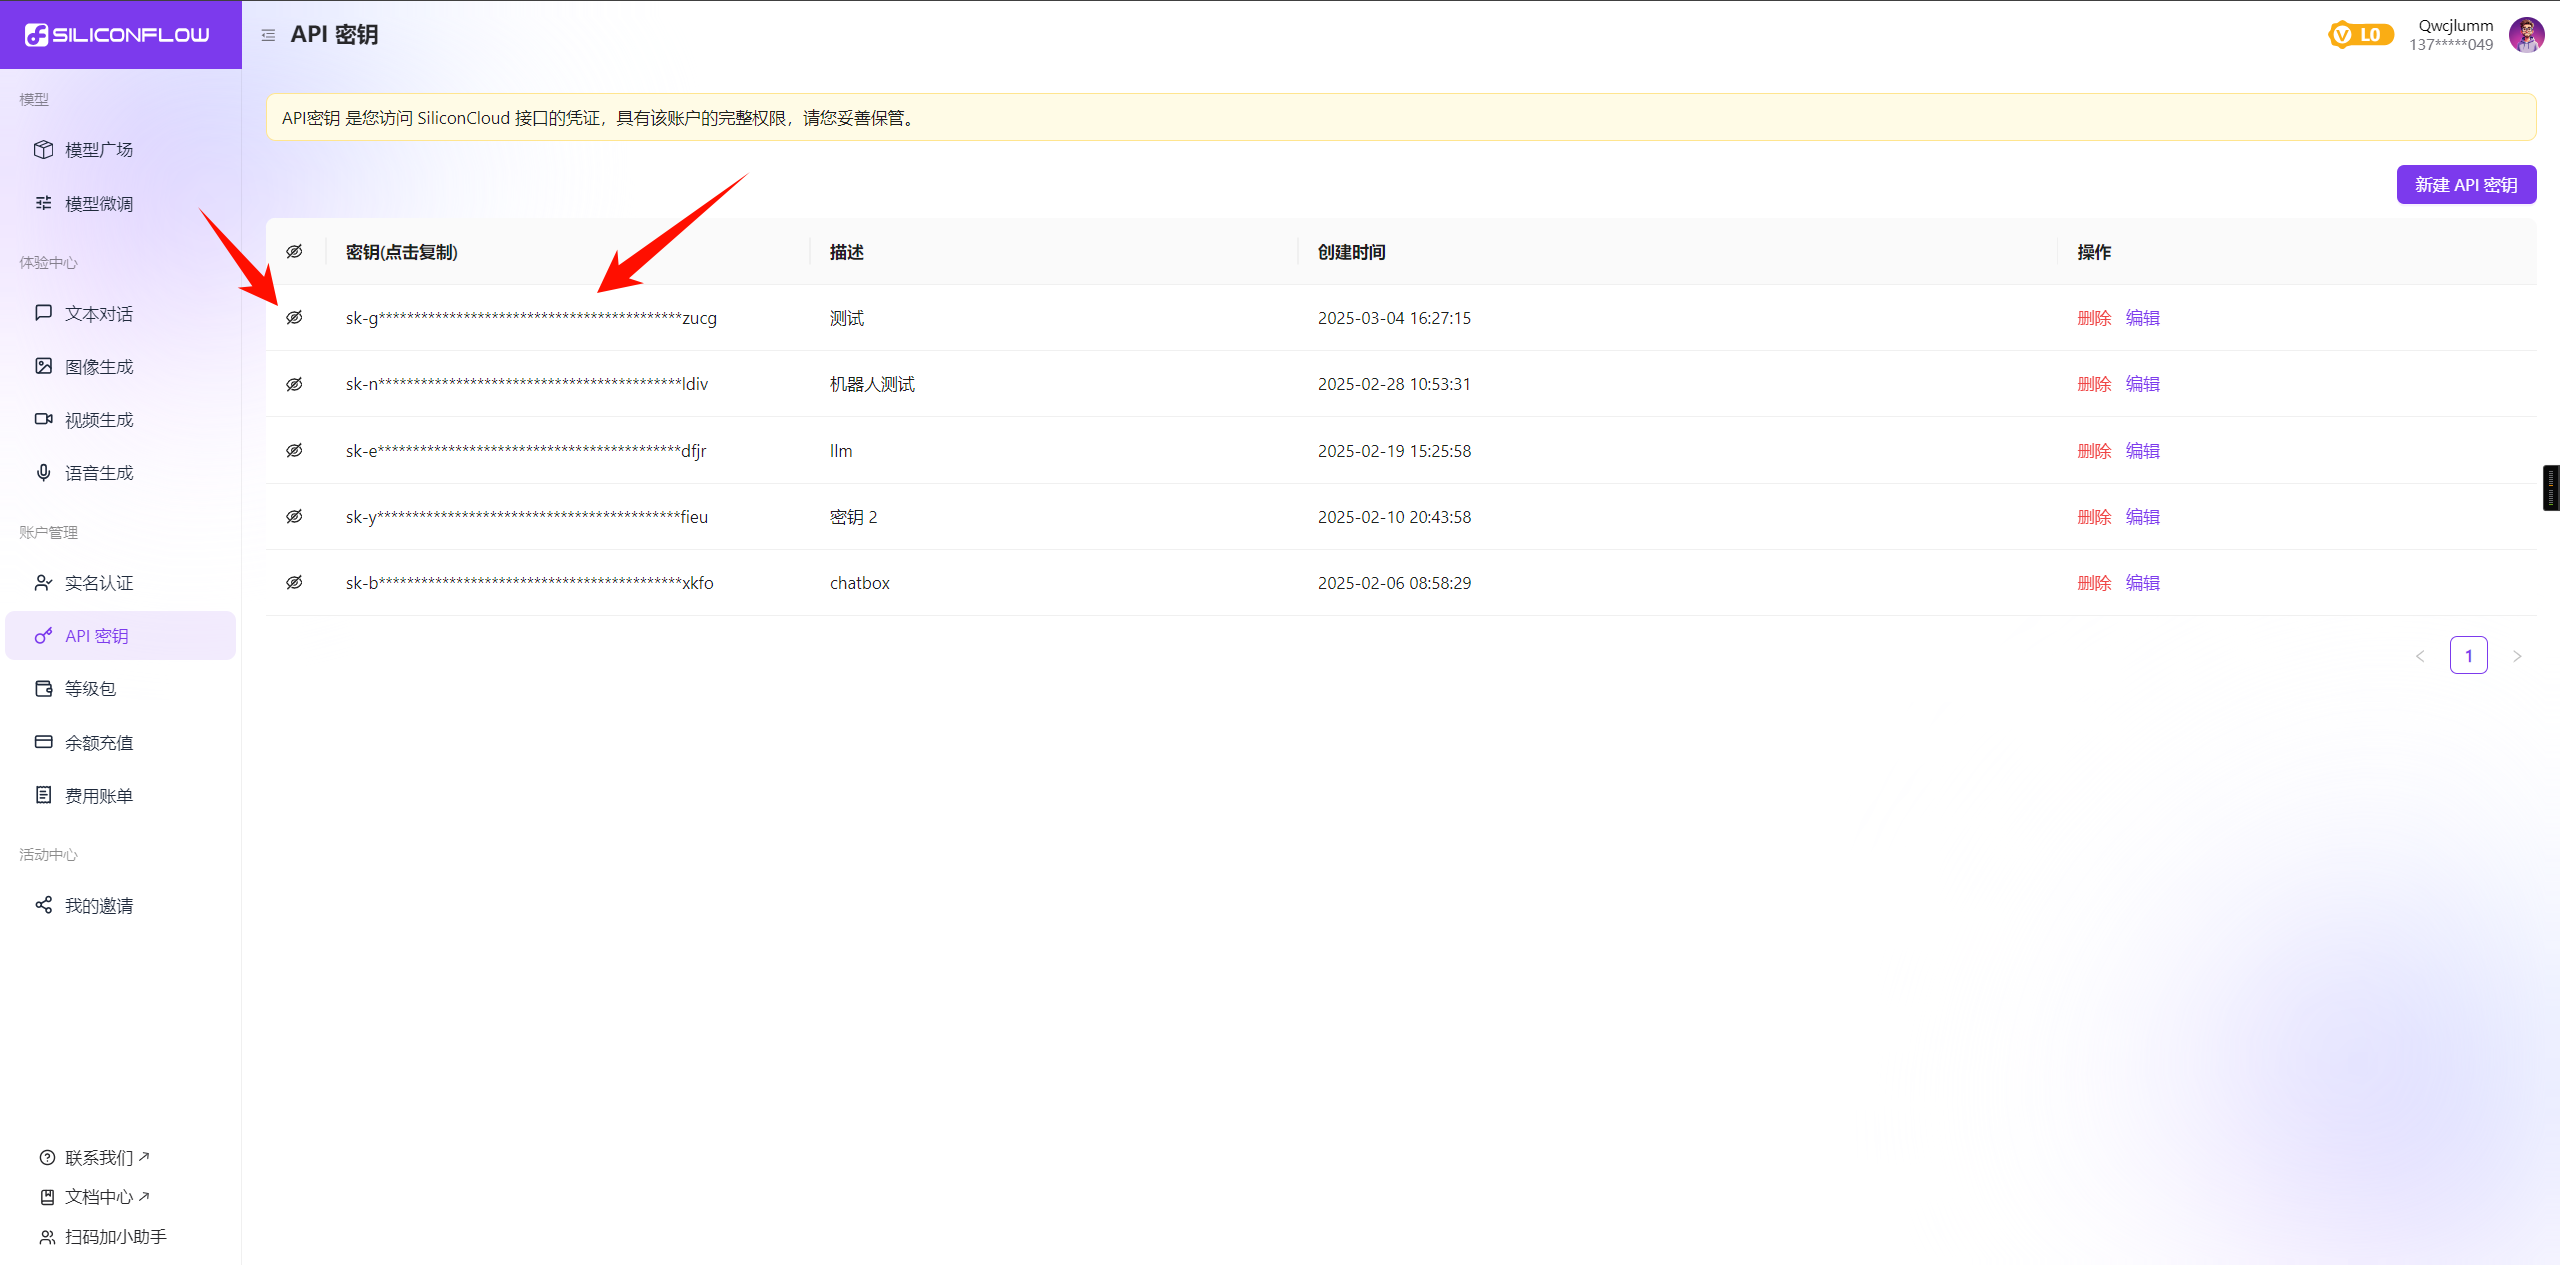 SILICONFLOW
API 密钥
L0
Qwcjlumm
137*****049
模型
模型广场
模型微调
体验中心
文本对话
图像生成
视频生成
语音生成
账户管理
实名认证
API 密钥
等级包
余额充值
费用账单
活动中心
我的邀请
联系我们
文档中心
扫码加小助手
API密钥 是您访问 SiliconCloud 接口的凭证，具有该账户的完整权限，请您妥善保管。
新建 API 密钥
密钥(点击复制) 描述 创建时间 操作
sk-g********************************************zucg 测试 2025-03-04 16:27:15 删除 编辑
sk-n********************************************ldiv 机器人测试 2025-02-28 10:53:31 删除 编辑
sk-e********************************************dfjr llm 2025-02-19 15:25:58 删除 编辑
sk-y********************************************fieu 密钥 2 2025-02-10 20:43:58 删除 编辑
sk-b********************************************xkfo chatbox 2025-02-06 08:58:29 删除 编辑
1